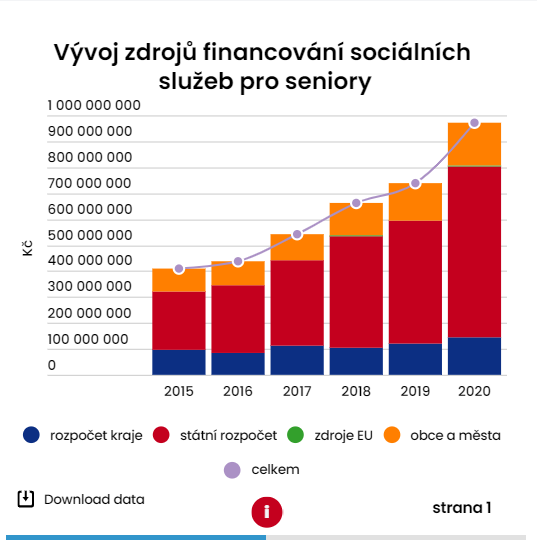 Vývoj zdrojů financování sociálních
služeb pro seniory
1 000 000 000
900 000 000
800 000 000
700 000 000
600 000 000
500 000 000
400 000 000
300 000 000
200 000 000
100 000 000
0
Kč
2015 2016 2017 2018 2019 2020
rozpočet kraje státní rozpočet zdroje EU obce a města
celkem
Download data
i
strana 1